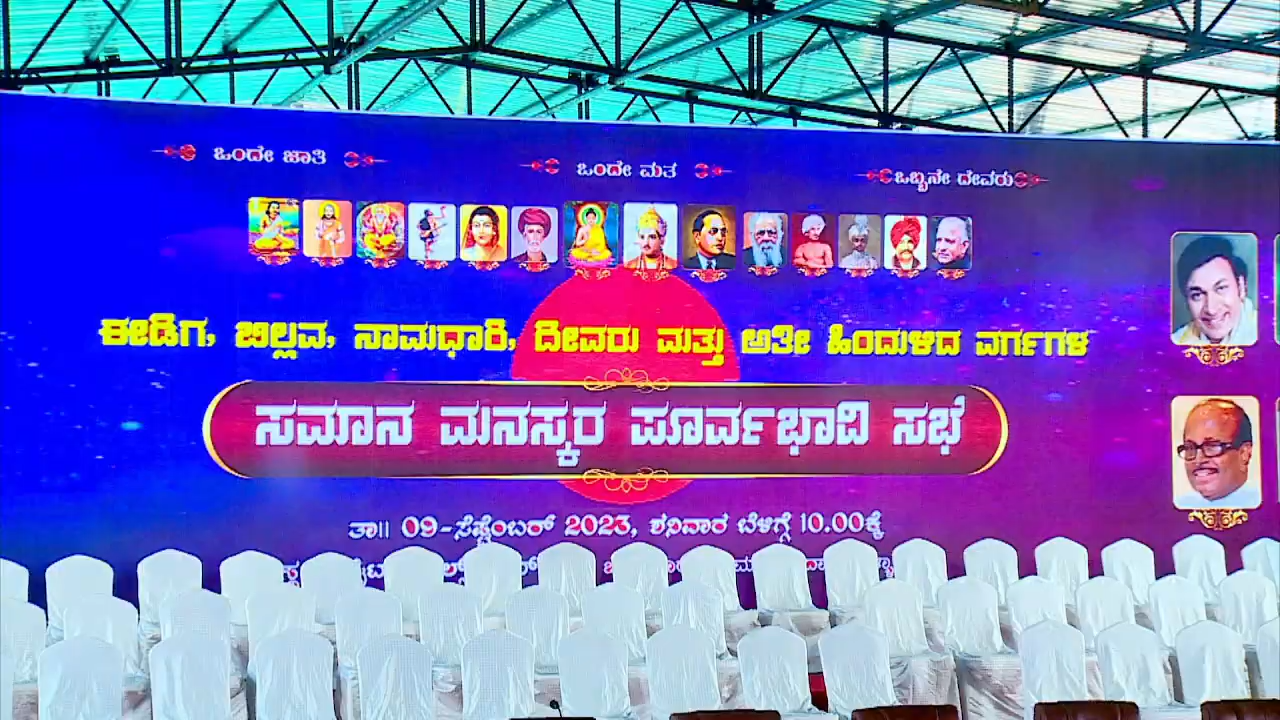 ಒಂದೇ ಜಾತಿ ಒಂದೇ ಮತ ಒಬ್ಬನೇ ದೇವರು
ಈಡಿಗ, ಬಿಲ್ಲವ, ನಾಮಧಾರಿ, ದೀವರು ಮತ್ತು ಅತೀ ಹಿಂದುಳಿದ ವರ್ಗಗಳ
ಸಮಾನ ಮನಸ್ಕರ ಪೂರ್ವಭಾವಿ ಸಭೆ
ತಾ|| 09-ಸೆಪ್ಟೆಂಬರ್ 2023, ಶನಿವಾರ ಬೆಳಿಗ್ಗೆ 10.00ಕ್ಕೆ